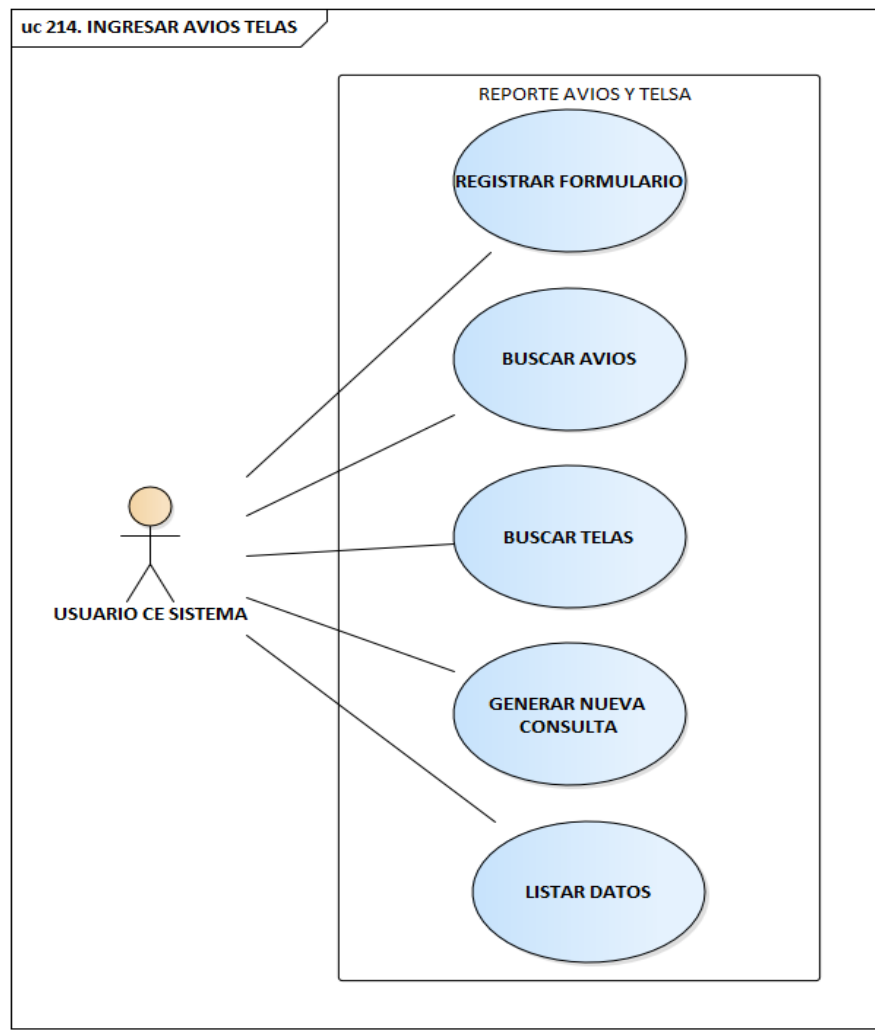 uc 214. INGRESAR AVIOS TELAS
REPORTE AVIOS Y TELSA
REGISTRAR FORMULARIO
BUSCAR AVIOS
BUSCAR TELAS
USUARIO CE SISTEMA
GENERAR NUEVA
CONSULTA
LISTAR DATOS